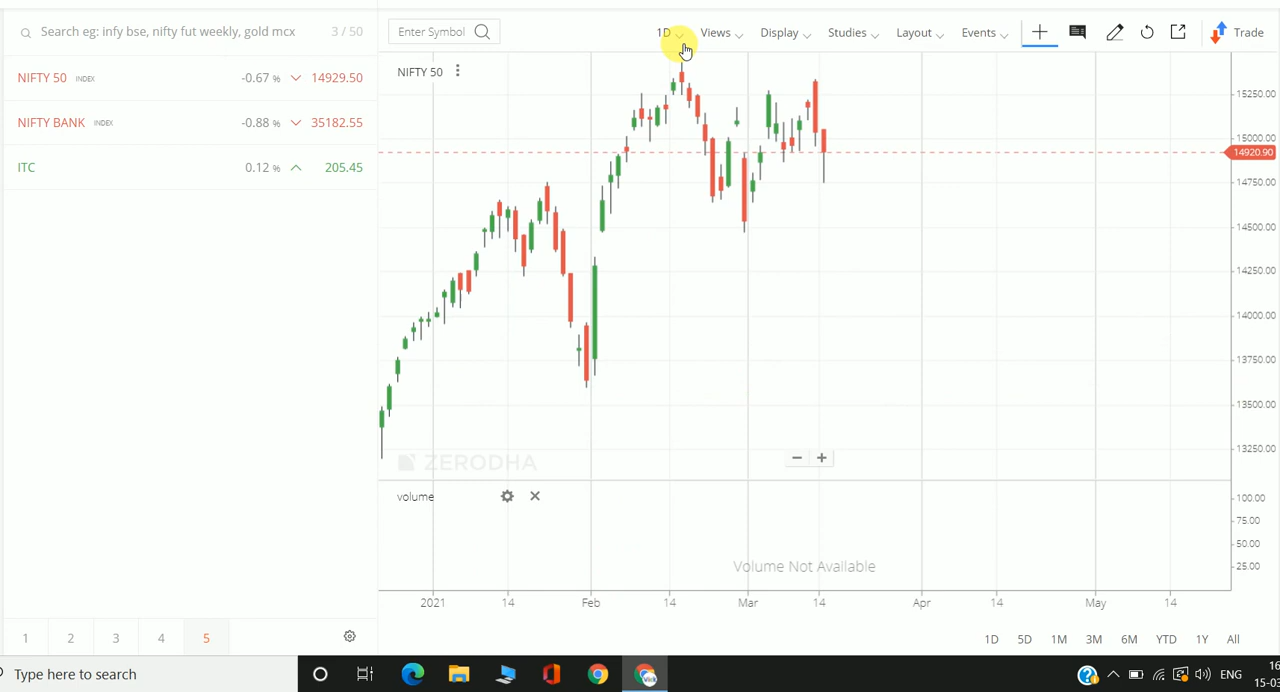 Search eg: infy bse, nifty fut weekly, gold mcx 3 / 50
NIFTY 50 INDEX -0.67 % 14929.50
NIFTY BANK INDEX -0.88 % 35182.55
ITC 0.12 % 205.45
1 2 3 4 5
Enter Symbol 1D Views Display Studies Layout Events Trade
NIFTY 50
15250.00
15000.00
14920.90
14750.00
14500.00
14250.00
14000.00
13750.00
13500.00
13250.00
ZERODHA
− +
volume
100.00
75.00
50.00
25.00
Volume Not Available
2021 14 Feb 14 Mar 14 Apr 14 May 14
1D 5D 1M 3M 6M YTD 1Y All
Type here to search
ENG
16
15-03